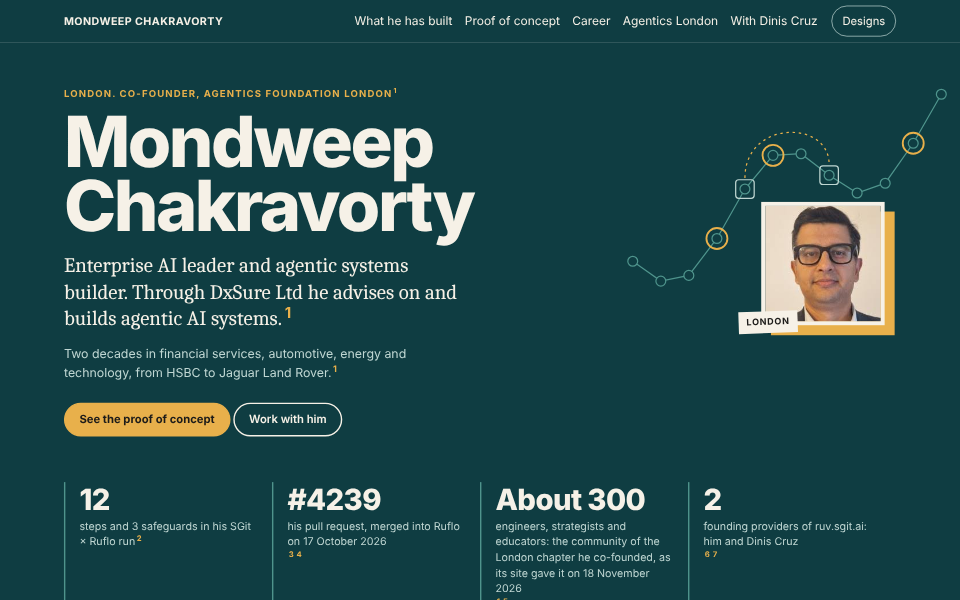 MONDWEEP CHAKRAVORTY
What he has built
Proof of concept
Career
Agentics London
With Dinis Cruz
Designs
LONDON. CO-FOUNDER, AGENTICS FOUNDATION LONDON 1
Mondweep
Chakravorty
Enterprise AI leader and agentic systems
builder. Through DxSure Ltd he advises on and
builds agentic AI systems. 1
Two decades in financial services, automotive, energy and
technology, from HSBC to Jaguar Land Rover. 1
See the proof of concept
Work with him
LONDON
12
steps and 3 safeguards in his SGit
× Ruflo run 2
#4239
his pull request, merged into Ruflo
on 17 October 2026
3 4
About 300
engineers, strategists and
educators: the community of the
London chapter he co-founded, as
its site gave it on 18 November
2026
2
founding providers of ruv.sgit.ai:
him and Dinis Cruz
6 7